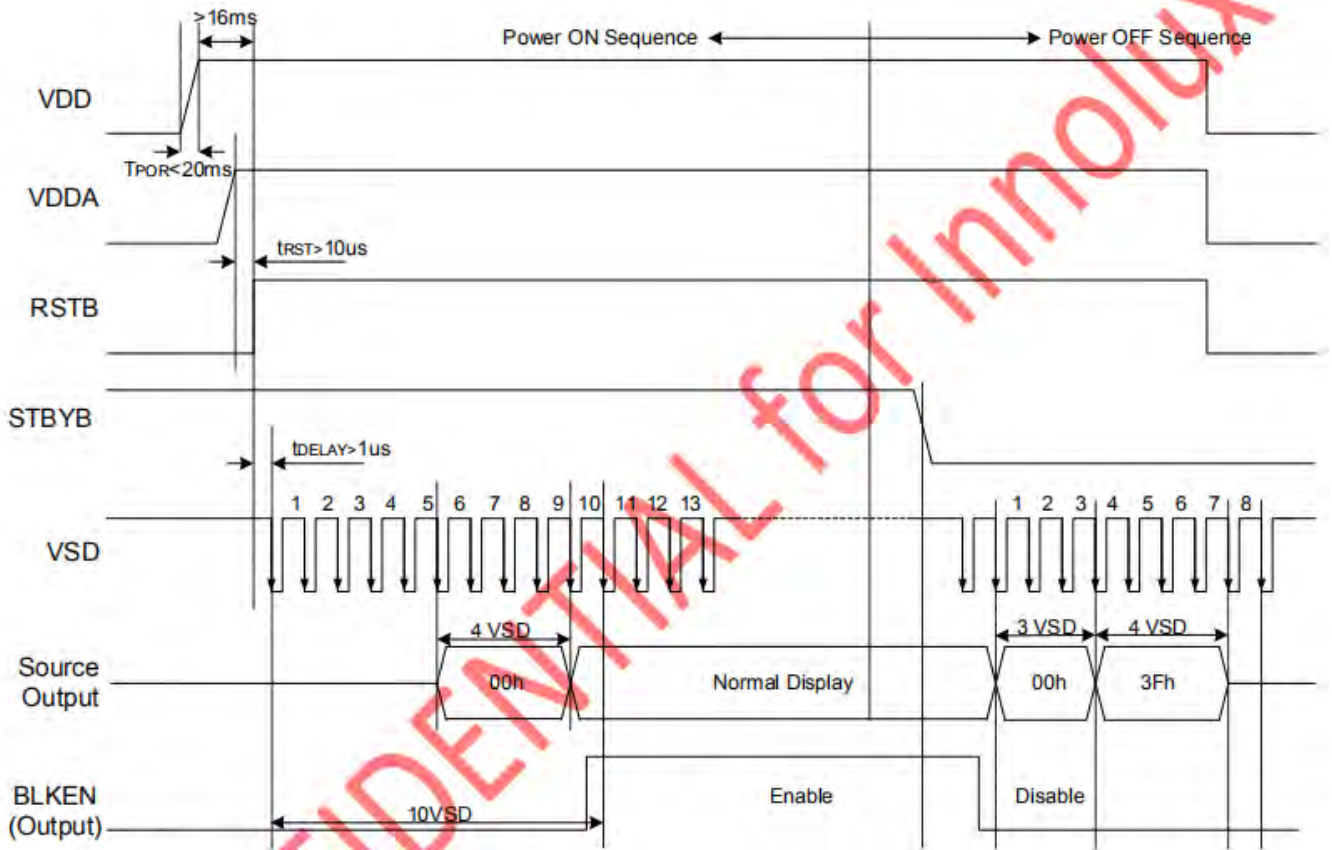 >16ms
Power ON Sequence
Power OFF Sequence
VDD
TPOR<20ms
VDDA
tRST>10us
RSTB
STBYB
tDELAY>1us
1 2 3 4 5 6 7 8 9 10 11 12 13
1 2 3 4 5 6 7 8
VSD
4 VSD
3 VSD
4 VSD
Source
Output
00h
Normal Display
00h
3Fh
BLKEN
(Output)
10VSD
Enable
Disable
FIDENTIAL for Innolux